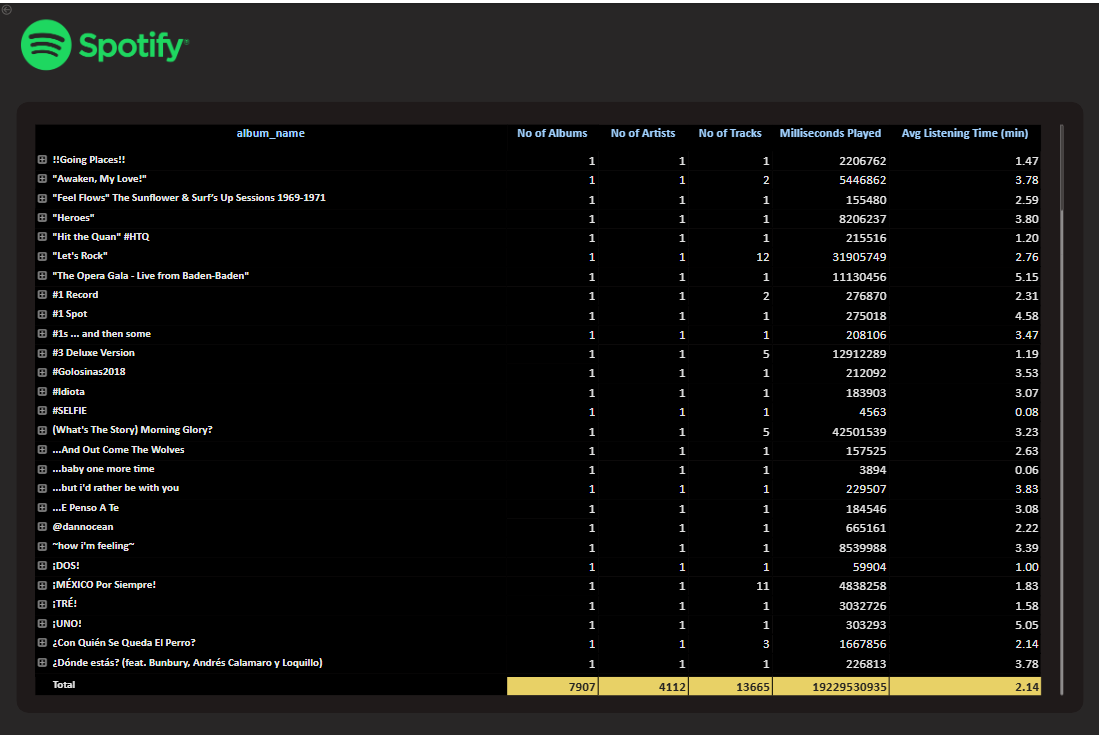 Spotify®
album_name No of Albums No of Artists No of Tracks Milliseconds Played Avg Listening Time (min)
!!Going Places!! 1 1 1 2206762 1.47
"Awaken, My Love!" 1 1 2 5446862 3.78
"Feel Flows" The Sunflower & Surf’s Up Sessions 1969-1971 1 1 1 155480 2.59
"Heroes" 1 1 1 8206237 3.80
"Hit the Quan" #HTQ 1 1 1 215516 1.20
"Let's Rock" 1 1 12 31905749 2.76
"The Opera Gala - Live from Baden-Baden" 1 1 1 11130456 5.15
#1 Record 1 1 2 276870 2.31
#1 Spot 1 1 1 275018 4.58
#1s ... and then some 1 1 1 208106 3.47
#3 Deluxe Version 1 1 5 12912289 1.19
#Golosinas2018 1 1 1 212092 3.53
#Idiota 1 1 1 183903 3.07
#SELFIE 1 1 1 4563 0.08
(What's The Story) Morning Glory? 1 1 5 42501539 3.23
...And Out Come The Wolves 1 1 1 157525 2.63
...baby one more time 1 1 1 3894 0.06
...but i'd rather be with you 1 1 1 229507 3.83
...E Penso A Te 1 1 1 184546 3.08
@dannocean 1 1 1 665161 2.22
~how i'm feeling~ 1 1 1 8539988 3.39
¡DOS! 1 1 1 59904 1.00
¡MÉXICO Por Siempre! 1 1 11 4838258 1.83
¡TRÉ! 1 1 1 3032726 1.58
¡UNO! 1 1 1 303293 5.05
¿Con Quién Se Queda El Perro? 1 1 3 1667856 2.14
¿Dónde estás? (feat. Bunbury, Andrés Calamaro y Loquillo) 1 1 1 226813 3.78
Total 7907 4112 13665 19229530935 2.14